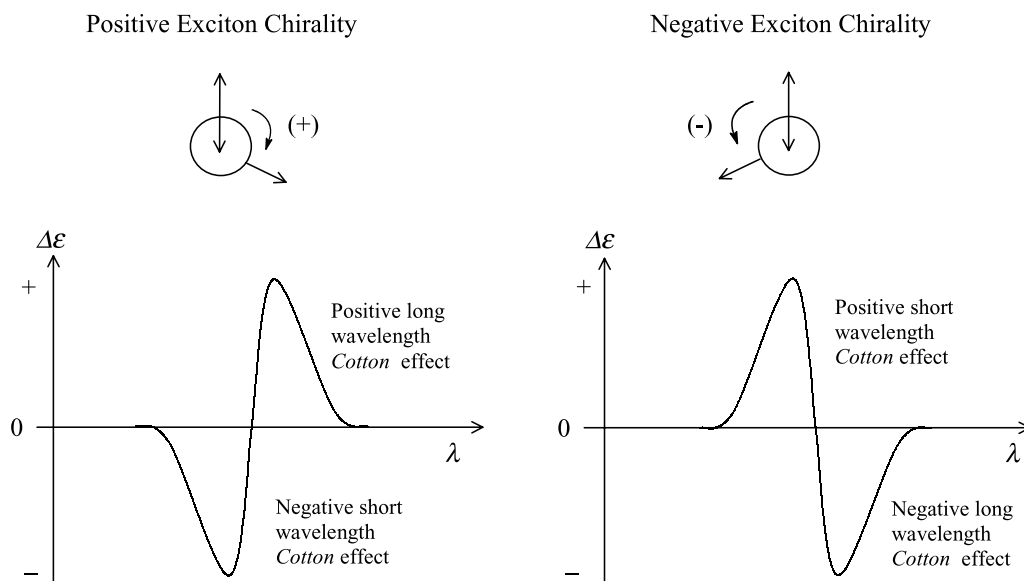 Positive Exciton Chirality
(+)
Δε
+
Positive long
wavelength
Cotton effect
0
λ
Negative short
wavelength
Cotton effect
−
Negative Exciton Chirality
(-)
Δε
+
Positive short
wavelength
Cotton effect
0
λ
Negative long
wavelength
Cotton effect
−